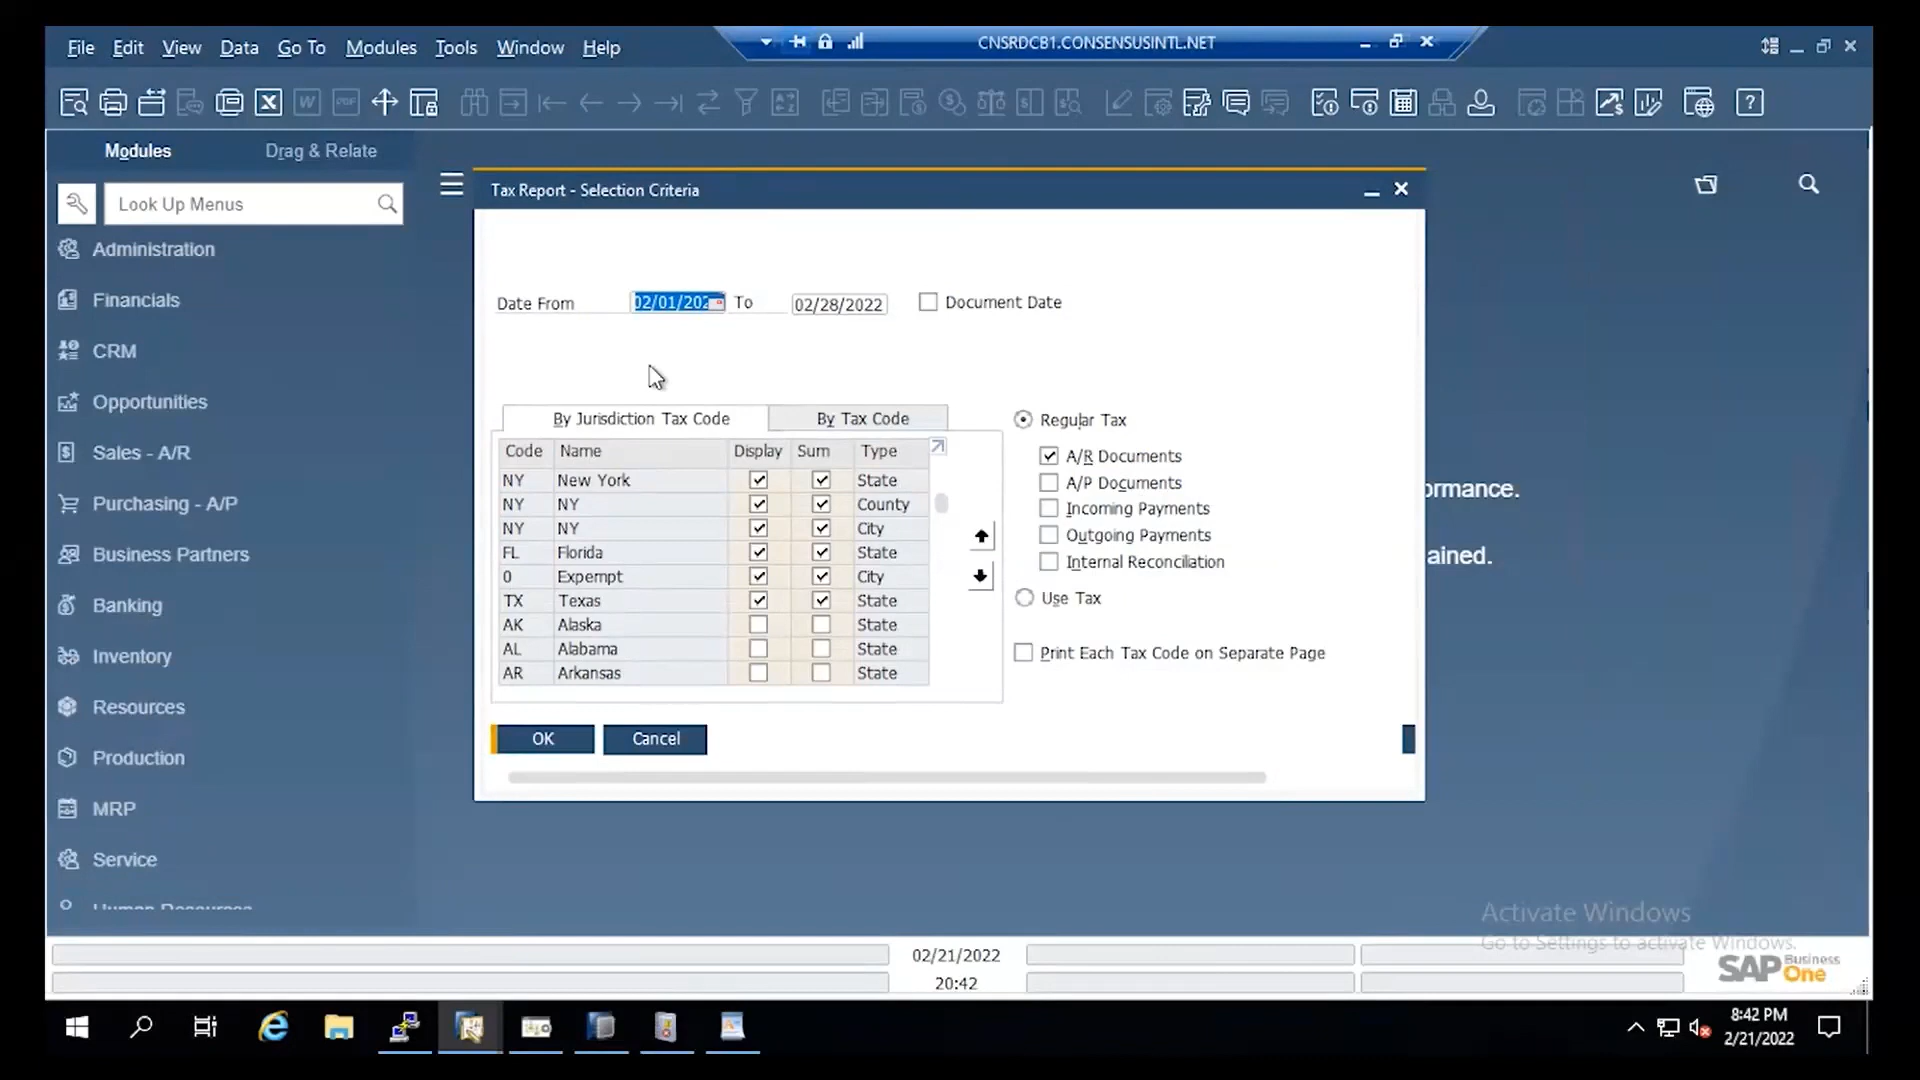 File Edit View Data Go To Modules Tools Window Help
CNSRDCB1.CONSENSUSINTL.NET
Modules Drag & Relate
Look Up Menus
Administration
Financials
CRM
Opportunities
Sales - A/R
Purchasing - A/P
Business Partners
Banking
Inventory
Resources
Production
MRP
Service
Human Resources
Tax Report - Selection Criteria
Date From 02/01/202 To 02/28/2022 Document Date
By Jurisdiction Tax Code By Tax Code
Code Name Display Sum Type
NY New York State
NY NY County
NY NY City
FL Florida State
0 Expempt City
TX Texas State
AK Alaska State
AL Alabama State
AR Arkansas State
Regular Tax
A/R Documents
A/P Documents
Incoming Payments
Outgoing Payments
Internal Reconciliation
Use Tax
Print Each Tax Code on Separate Page
OK Cancel
ormance.
ained.
Activate Windows
Go to Settings to activate Windows.
02/21/2022
20:42
SAP Business One
8:42 PM
2/21/2022